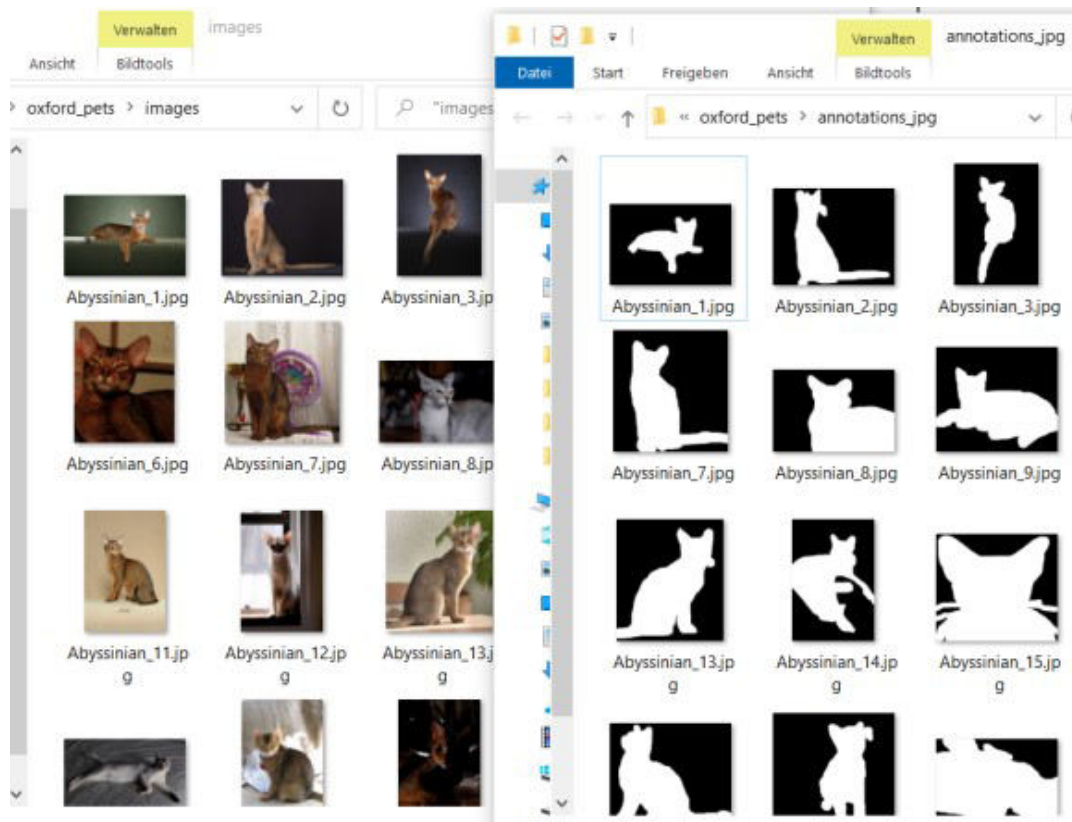 Verwalten
images
Ansicht
Bildtools
oxford_pets > images
"images
Abyssinian_1.jpg
Abyssinian_2.jpg
Abyssinian_3.jp
Abyssinian_6.jpg
Abyssinian_7.jpg
Abyssinian_8.jp
Abyssinian_11.jp
g
Abyssinian_12.jp
g
Abyssinian_13.j
g
Verwalten
annotations_jpg
Datei
Start
Freigeben
Ansicht
Bildtools
« oxford_pets > annotations_jpg
Abyssinian_1.jpg
Abyssinian_2.jpg
Abyssinian_3.jpg
Abyssinian_7.jpg
Abyssinian_8.jpg
Abyssinian_9.jpg
Abyssinian_13.jp
g
Abyssinian_14.jp
g
Abyssinian_15.jp
g